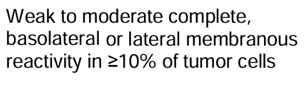 Weak to moderate complete,
basolateral or lateral membranous
reactivity in ≥10% of tumor cells